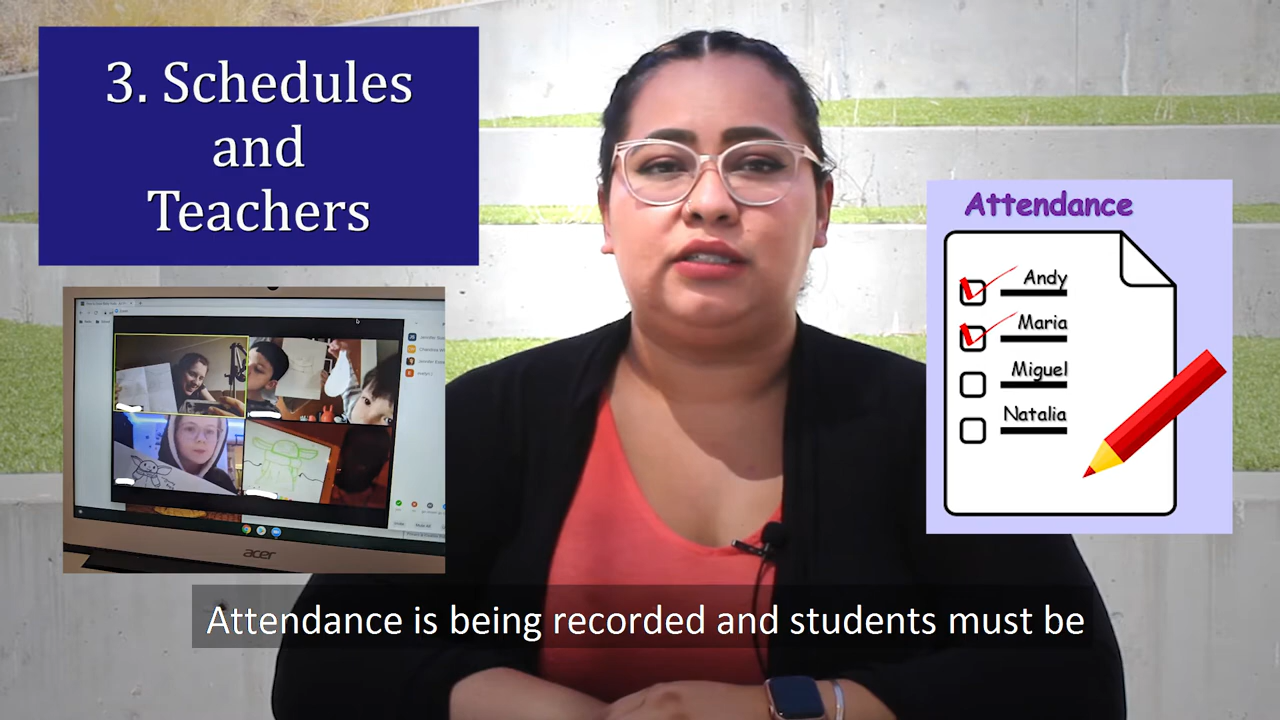 3. Schedules
and
Teachers
Attendance
Andy
Maria
Miguel
Natalia
acer
Attendance is being recorded and students must be